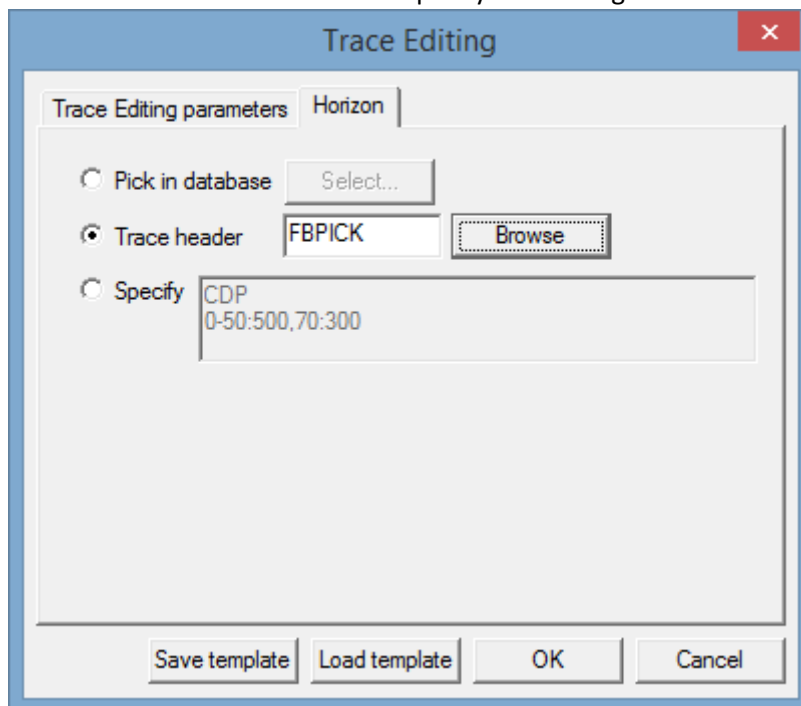 Trace Editing
Trace Editing parameters Horizon
Pick in database Select...
Trace header FBPICK Browse
Specify CDP
0-50:500,70:300
Save template Load template OK Cancel